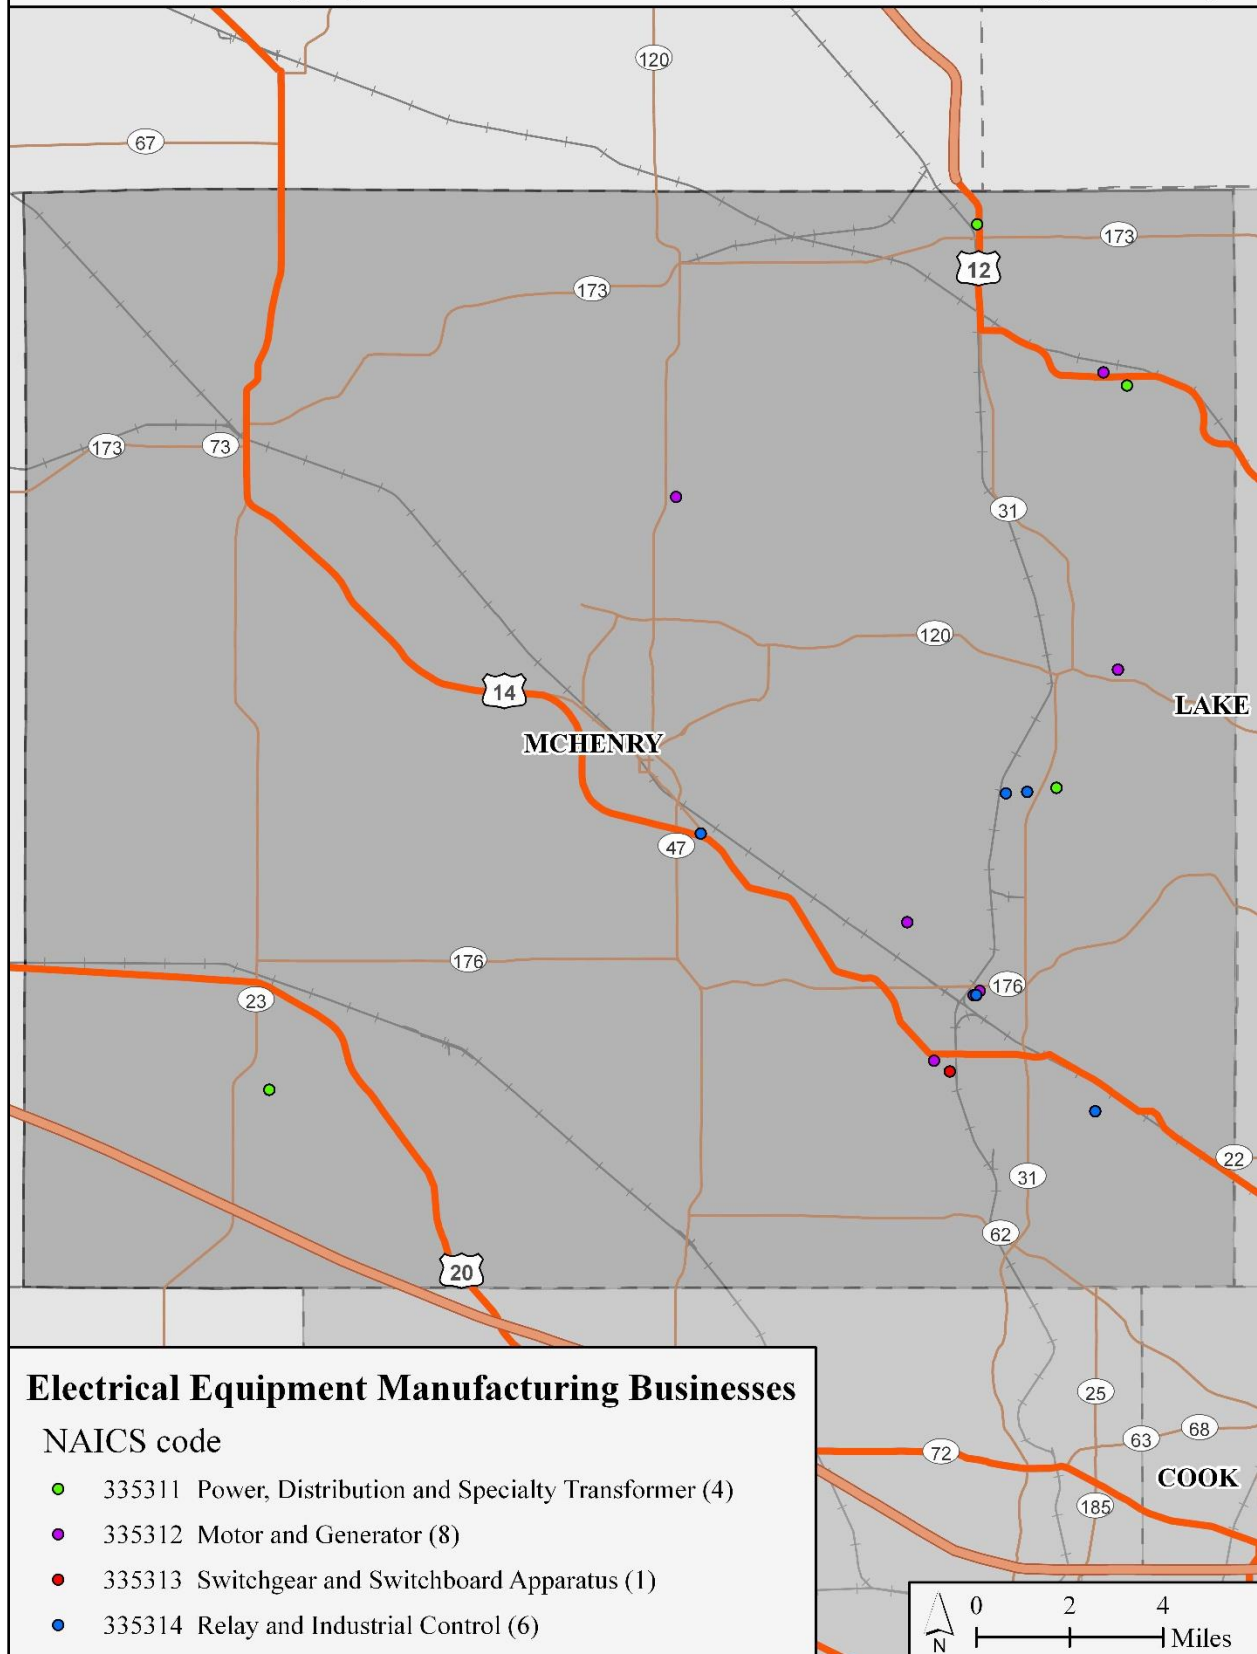 120
67
173
12
173
173
73
31
120
14
LAKE
MCHENRY
47
176
176
23
31
22
62
20
Electrical Equipment Manufacturing Businesses
NAICS code
335311 Power, Distribution and Specialty Transformer (4)
335312 Motor and Generator (8)
335313 Switchgear and Switchboard Apparatus (1)
335314 Relay and Industrial Control (6)
25
68
63
72
COOK
185
N
0 2 4
Miles